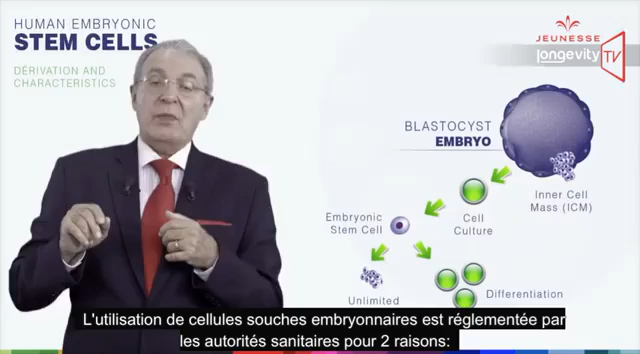 HUMAN EMBRYONIC
STEM CELLS
DÉRIVATION AND
CHARACTERISTICS
JEUNESSE
longevity TV
BLASTOCYST
EMBRYO
Inner Cell
Mass (ICM)
Cell
Culture
Embryonic
Stem Cell
Unlimited
Differentiation
L'utilisation de cellules souches embryonnaires est réglementée par
les autorités sanitaires pour 2 raisons: